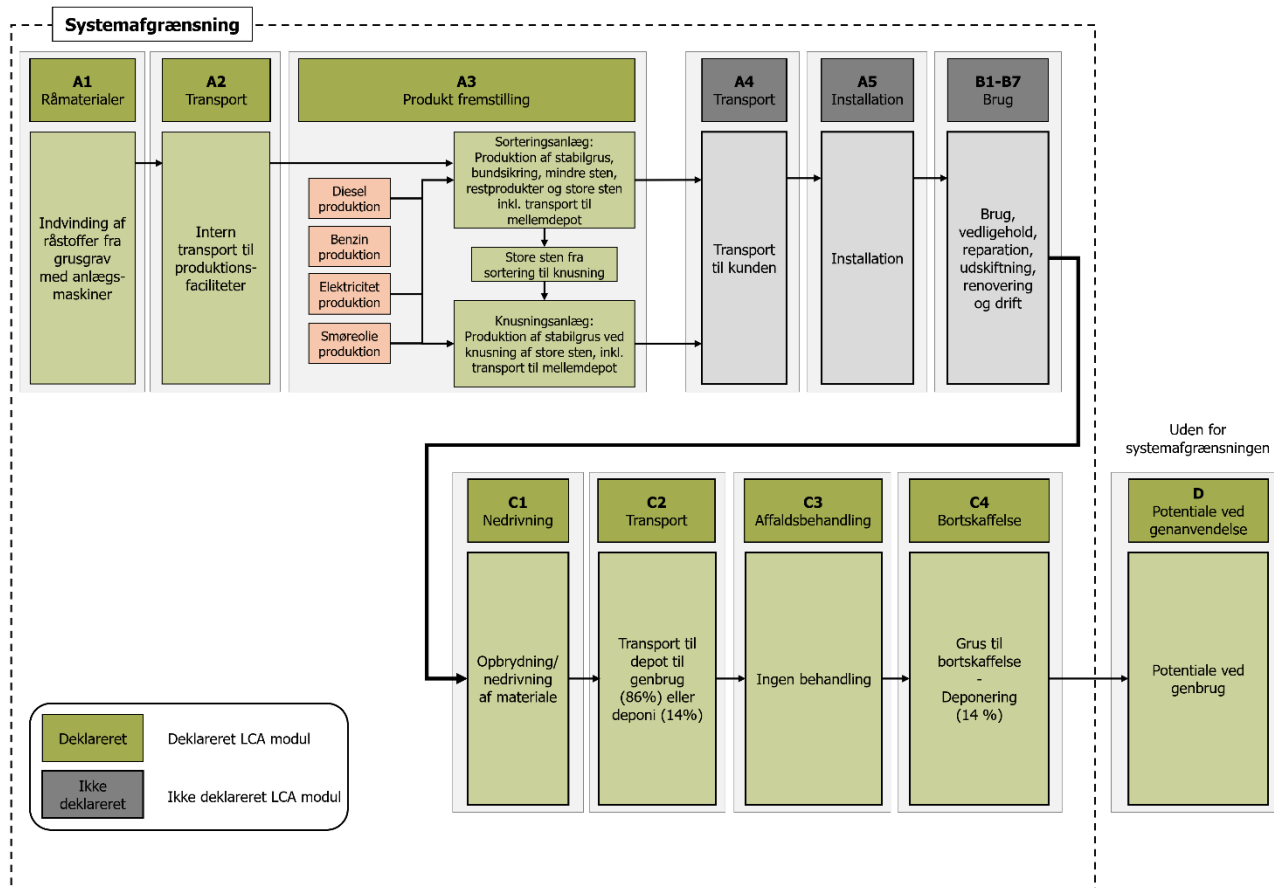 Systemafgrænsning
A1
Råmaterialer
A2
Transport
A3
Produkt fremstilling
A4
Transport
A5
Installation
B1-B7
Brug
Indvinding af
råstoffer fra
grusgrav
med anlægs-
maskiner
Intern
transport til
produktions-
faciliteter
Diesel
produktion
Benzin
produktion
Elektricitet
produktion
Smøreolie
produktion
Sorteringsanlæg:
Produktion af stabilgrus,
bundsikring, mindre sten,
restprodukter og store sten
inkl. transport til
mellemdepot
Store sten fra
sortering til knusning
Knusningsanlæg:
Produktion af stabilgrus ved
knusning af store sten, inkl.
transport til mellemdepot
Transport
til kunden
Installation
Brug,
vedligehold,
reparation,
udskiftning,
renovering
og drift
Uden for
systemafgrænsningen
C1
Nedrivning
C2
Transport
C3
Affaldsbehandling
C4
Bortskaffelse
D
Potentiale ved
genanvendelse
Opbrydning/
nedrivning
af materiale
Transport til
depot til
genbrug
(86%) eller
deponi (14%)
Ingen behandling
Grus til
bortskaffelse
-
Deponering
(14 %)
Potentiale ved
genbrug
Deklareret
Deklareret LCA modul
Ikke
deklareret
Ikke deklareret LCA modul